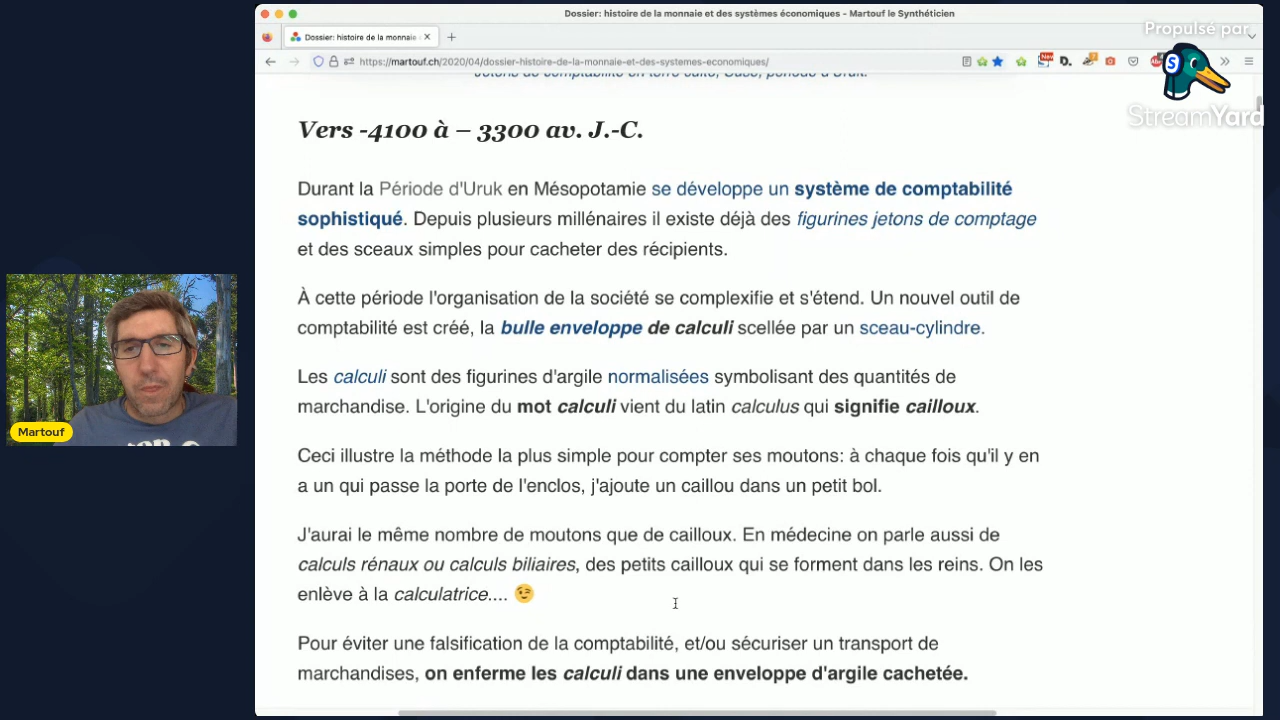 Dossier: histoire de la monnaie et des systèmes économiques - Martouf le Synthéticien
Dossier: histoire de la monnaie
https://martouf.ch/2020/04/dossier-histoire-de-la-monnaie-et-des-systemes-economiques/
Propulsé par
StreamYard
Vers -4100 à – 3300 av. J.-C.
Durant la Période d'Uruk en Mésopotamie se développe un système de comptabilité
sophistiqué. Depuis plusieurs millénaires il existe déjà des figurines jetons de comptage
et des sceaux simples pour cacheter des récipients.
À cette période l'organisation de la société se complexifie et s'étend. Un nouvel outil de
comptabilité est créé, la bulle enveloppe de calculi scellée par un sceau-cylindre.
Les calculi sont des figurines d'argile normalisées symbolisant des quantités de
marchandise. L'origine du mot calculi vient du latin calculus qui signifie cailloux.
Ceci illustre la méthode la plus simple pour compter ses moutons: à chaque fois qu'il y en
a un qui passe la porte de l'enclos, j'ajoute un caillou dans un petit bol.
J'aurai le même nombre de moutons que de cailloux. En médecine on parle aussi de
calculs rénaux ou calculs biliaires, des petits cailloux qui se forment dans les reins. On les
enlève à la calculatrice.... 😉
Pour éviter une falsification de la comptabilité, et/ou sécuriser un transport de
marchandises, on enferme les calculi dans une enveloppe d'argile cachetée.
Martouf